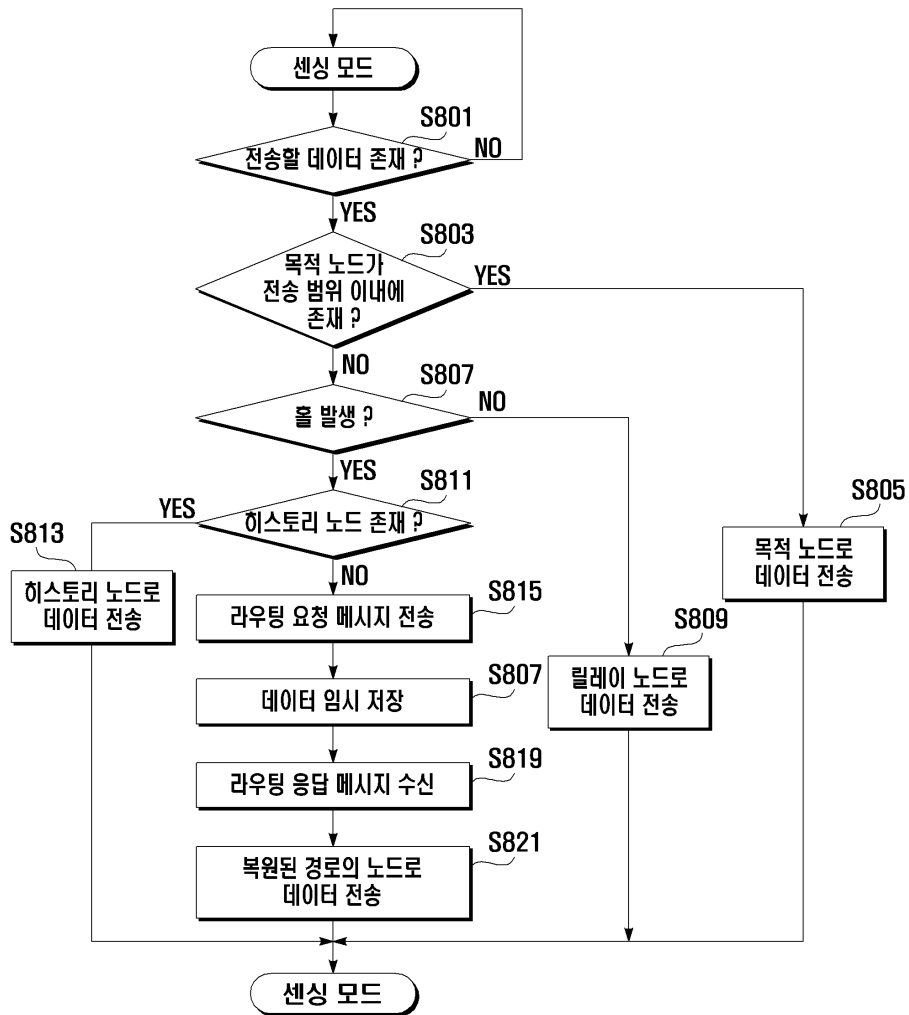 센싱 모드
S801
전송할 데이터 존재 ?
NO
YES
S803
목적 노드가
전송 범위 이내에
존재 ?
YES
NO
S807
홀 발생 ?
NO
YES
S811
히스토리 노드 존재 ?
YES
NO
S813
히스토리 노드로
데이터 전송
S805
목적 노드로
데이터 전송
S815
라우팅 요청 메시지 전송
S809
릴레이 노드로
데이터 전송
S807
데이터 임시 저장
S819
라우팅 응답 메시지 수신
S821
복원된 경로의 노드로
데이터 전송
센싱 모드